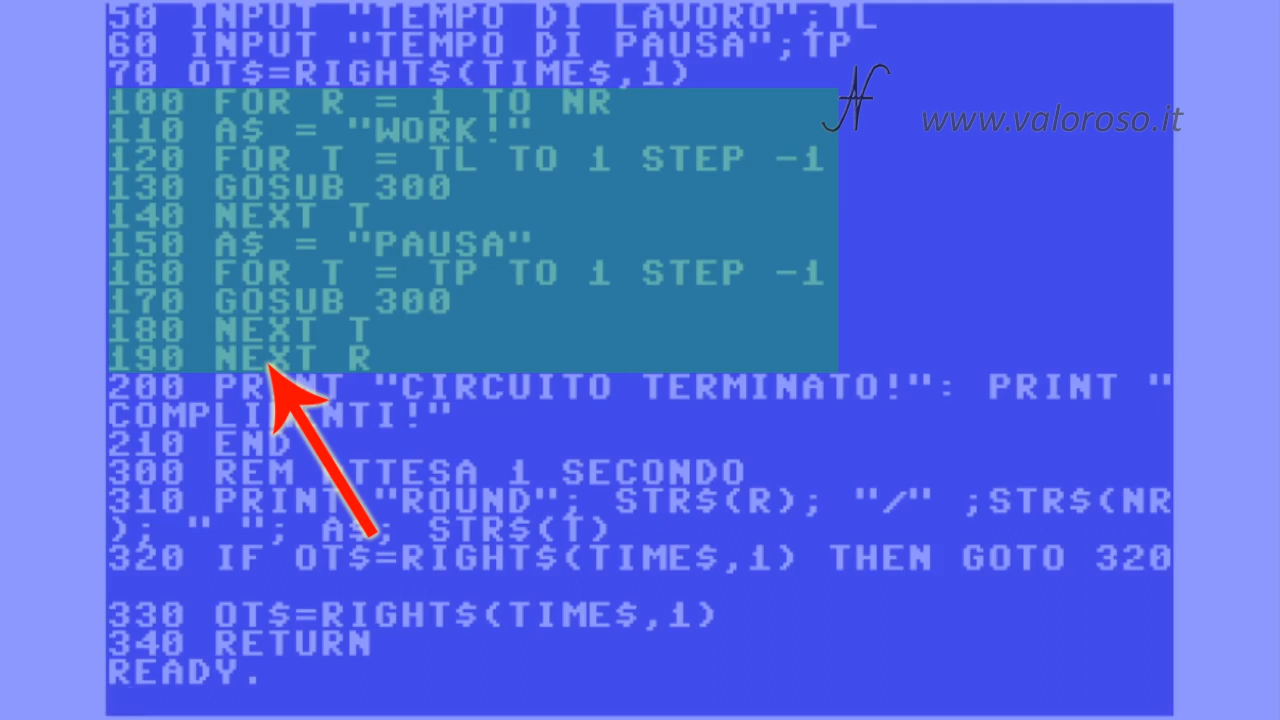 50 INPUT "TEMPO DI LAVORO";TL
60 INPUT "TEMPO DI PAUSA";TP
70 OT$=RIGHT$(TIME$,1)
100 FOR R = 1 TO NR
110 A$ = "WORK!"
120 FOR T = TL TO 1 STEP -1
130 GOSUB 300
140 NEXT T
150 A$ = "PAUSA"
160 FOR T = TP TO 1 STEP -1
170 GOSUB 300
180 NEXT T
190 NEXT R
200 PRINT "CIRCUITO TERMINATO!": PRINT "
COMPLIMENTI!"
210 END
300 REM ATTESA 1 SECONDO
310 PRINT "ROUND"; STR$(R); "/" ;STR$(NR
); " "; A$, STR$(T)
320 IF OT$=RIGHT$(TIME$,1) THEN GOTO 320
330 OT$=RIGHT$(TIME$,1)
340 RETURN
READY.
www.valoroso.it